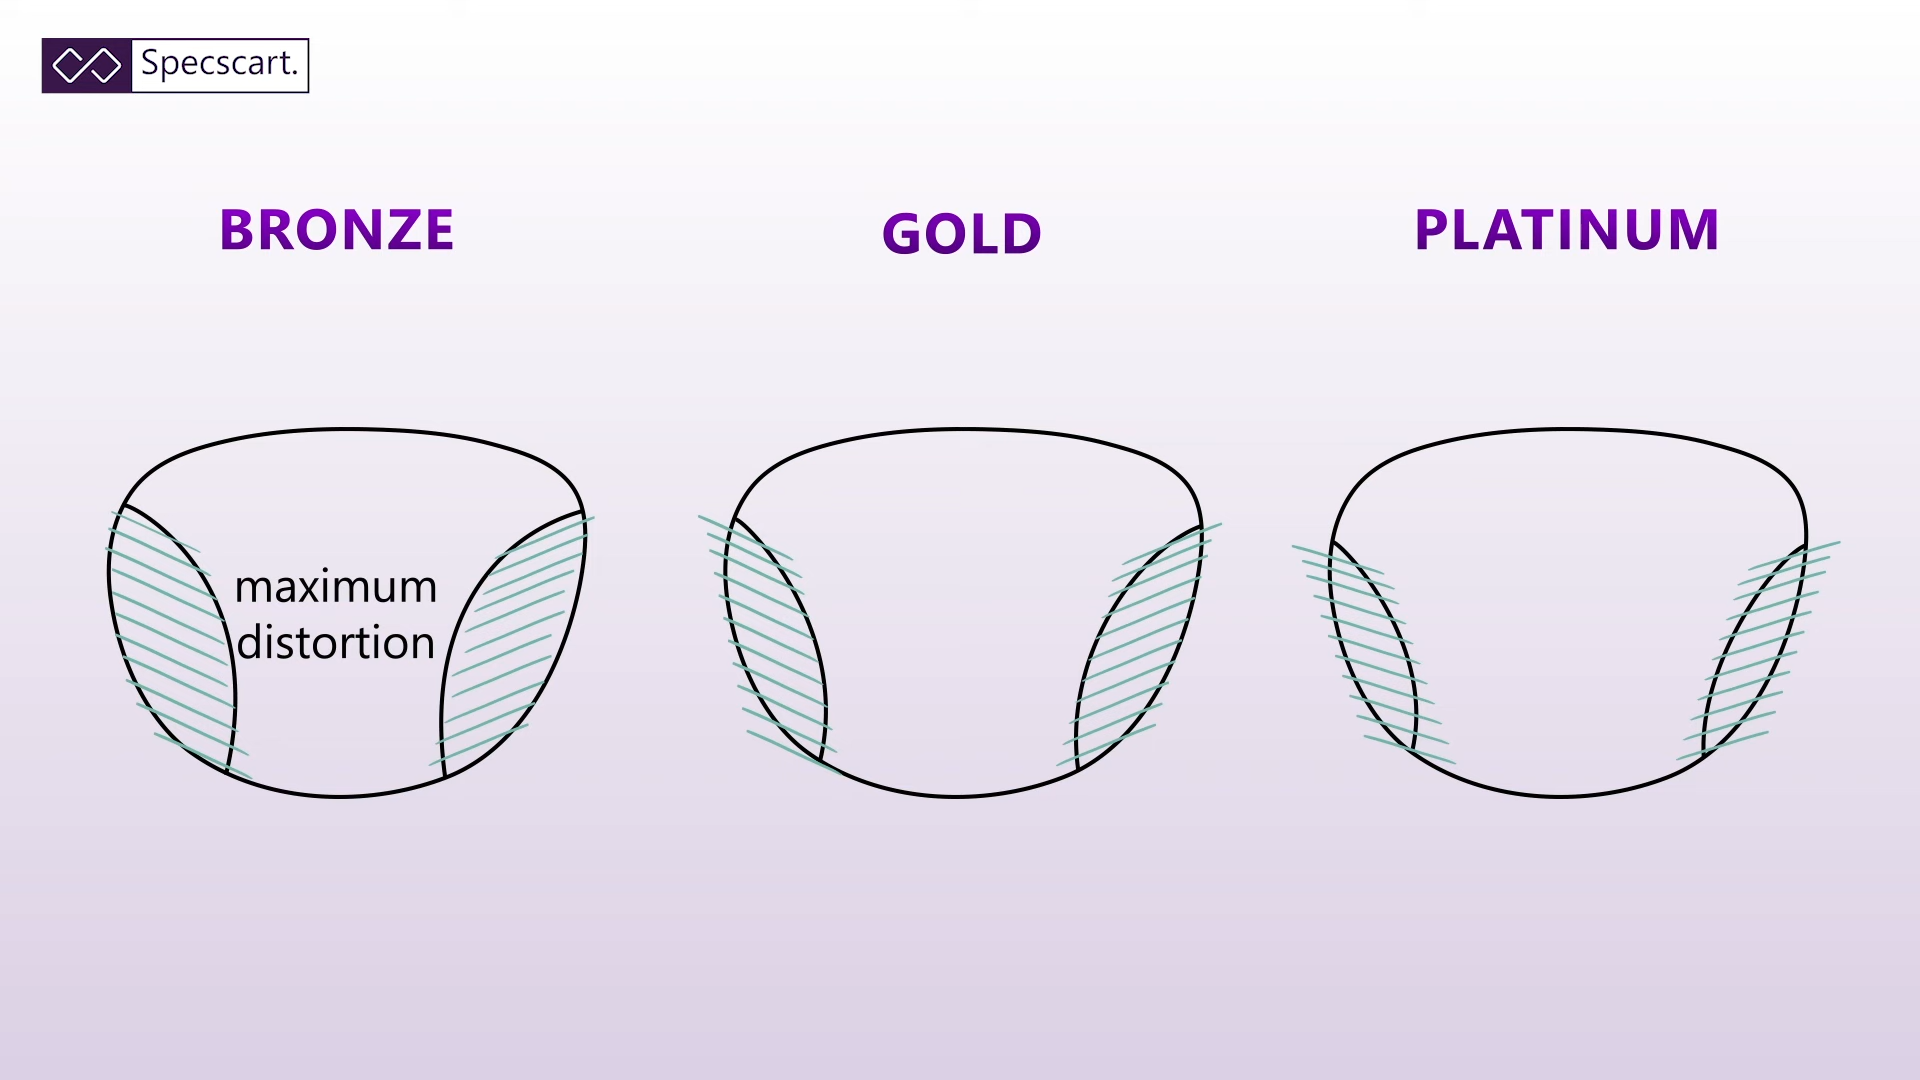 Specscart.
BRONZE
GOLD
PLATINUM
maximum
distortion